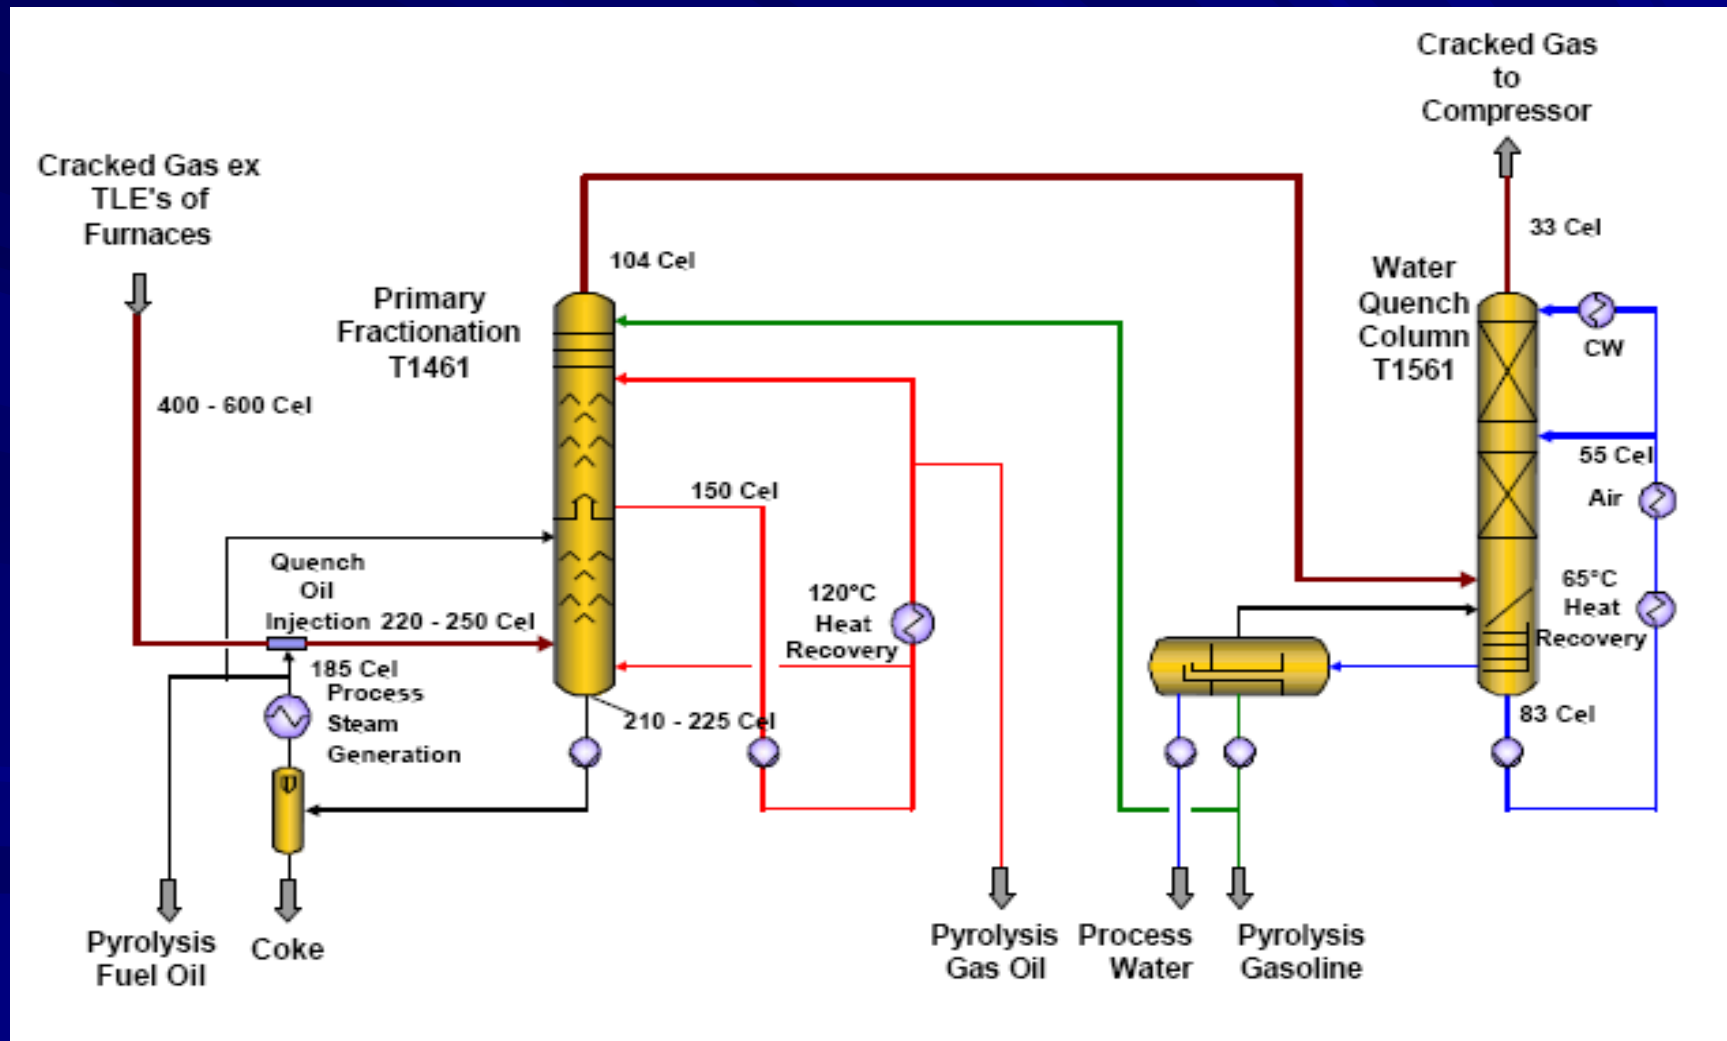 Cracked Gas
to
Compressor
Cracked Gas ex
TLE's of
Furnaces
33 Cel
104 Cel
Water
Quench
Column
T1561
Primary
Fractionation
T1461
CW
400 - 600 Cel
55 Cel
150 Cel
Air
Quench
Oil
Injection 220 - 250 Cel
120°C
Heat
Recovery
65°C
Heat
Recovery
185 Cel
Process
Steam
Generation
210 - 225 Cel
83 Cel
Pyrolysis
Fuel Oil
Coke
Pyrolysis
Gas Oil
Process
Water
Pyrolysis
Gasoline